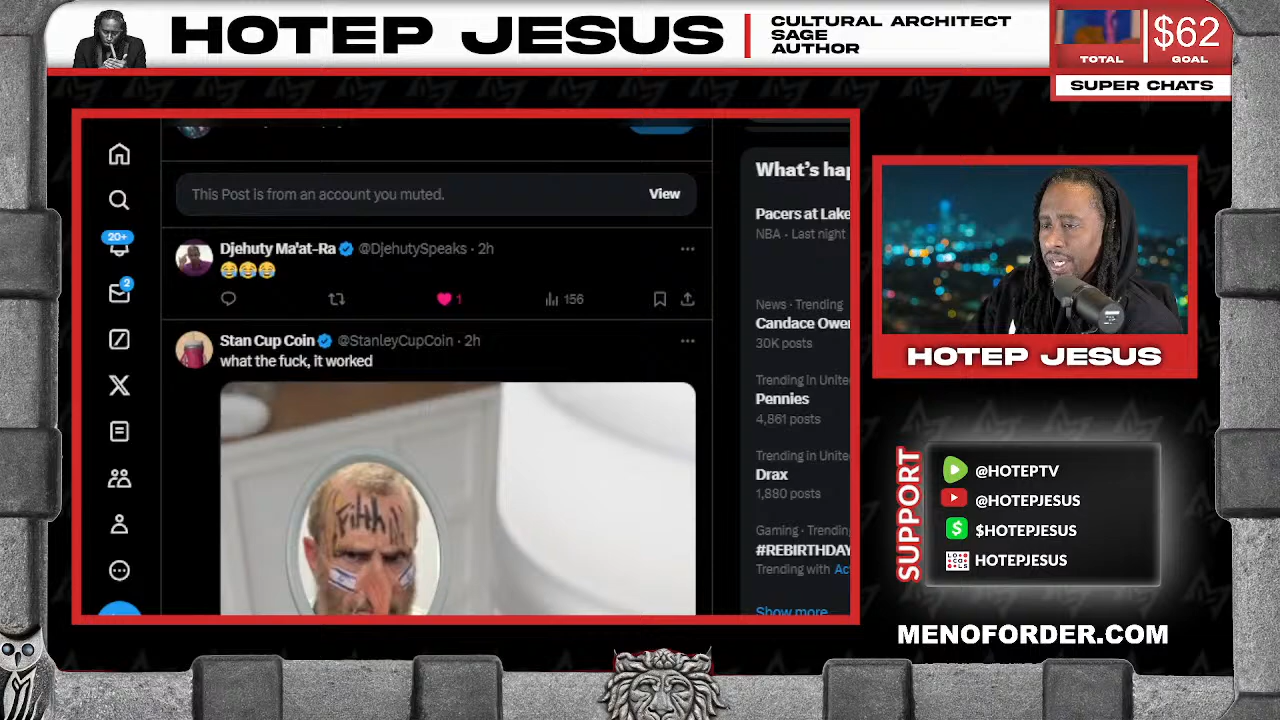 HOTEP JESUS
CULTURAL ARCHITECT
SAGE
AUTHOR
$62
TOTAL
GOAL
SUPER CHATS
This Post is from an account you muted.
View
Djehuty Ma'at-Ra @DjehutySpeaks · 2h
😂😂😂
1
156
Stan Cup Coin @StanleyCupCoin · 2h
what the fuck, it worked
20+
2
What's hap
Pacers at Lake
NBA · Last night
News · Trending
Candace Ower
30K posts
Trending in Unite
Pennies
4,861 posts
Trending in Unite
Drax
1,880 posts
Gaming · Trending
#REBIRTHDAY
Trending with Act
Show more
HOTEP JESUS
SUPPORT
@HOTEPTV
@HOTEPJESUS
$HOTEPJESUS
LOCALS
HOTEPJESUS
MENOFORDER.COM